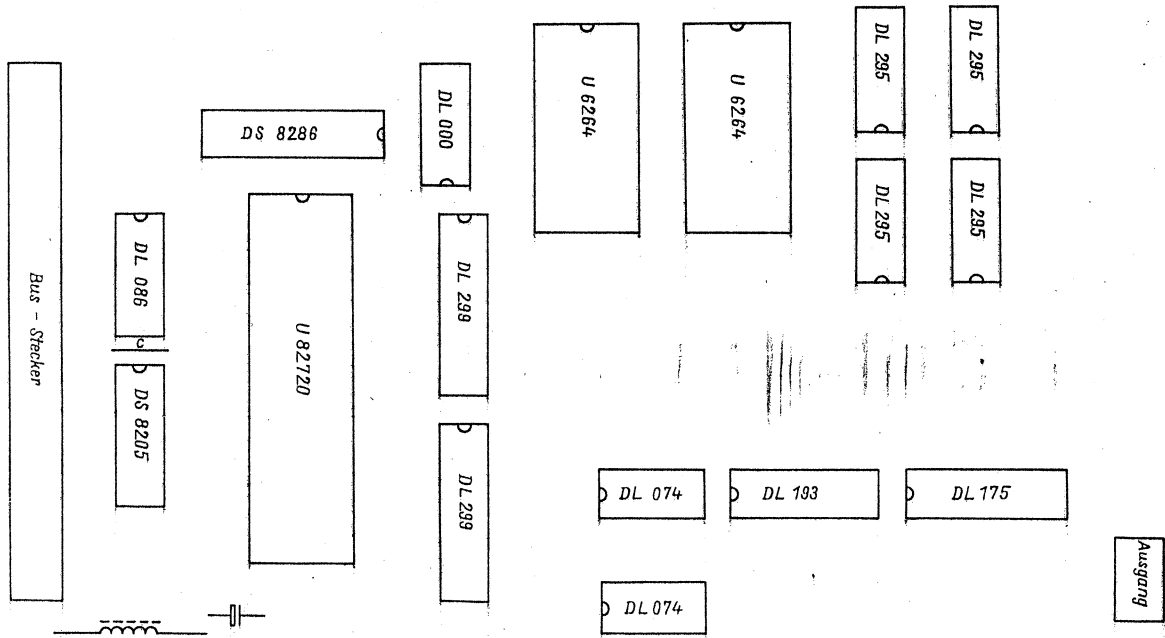 Bus - Stecker
DL 086
C
DS 8205
DS 8286
U 82720
DL 000
DL 299
DL 299
U 6264
U 6264
DL 295
DL 295
DL 295
DL 295
DL 074
DL 193
DL 175
DL 074
Ausgang